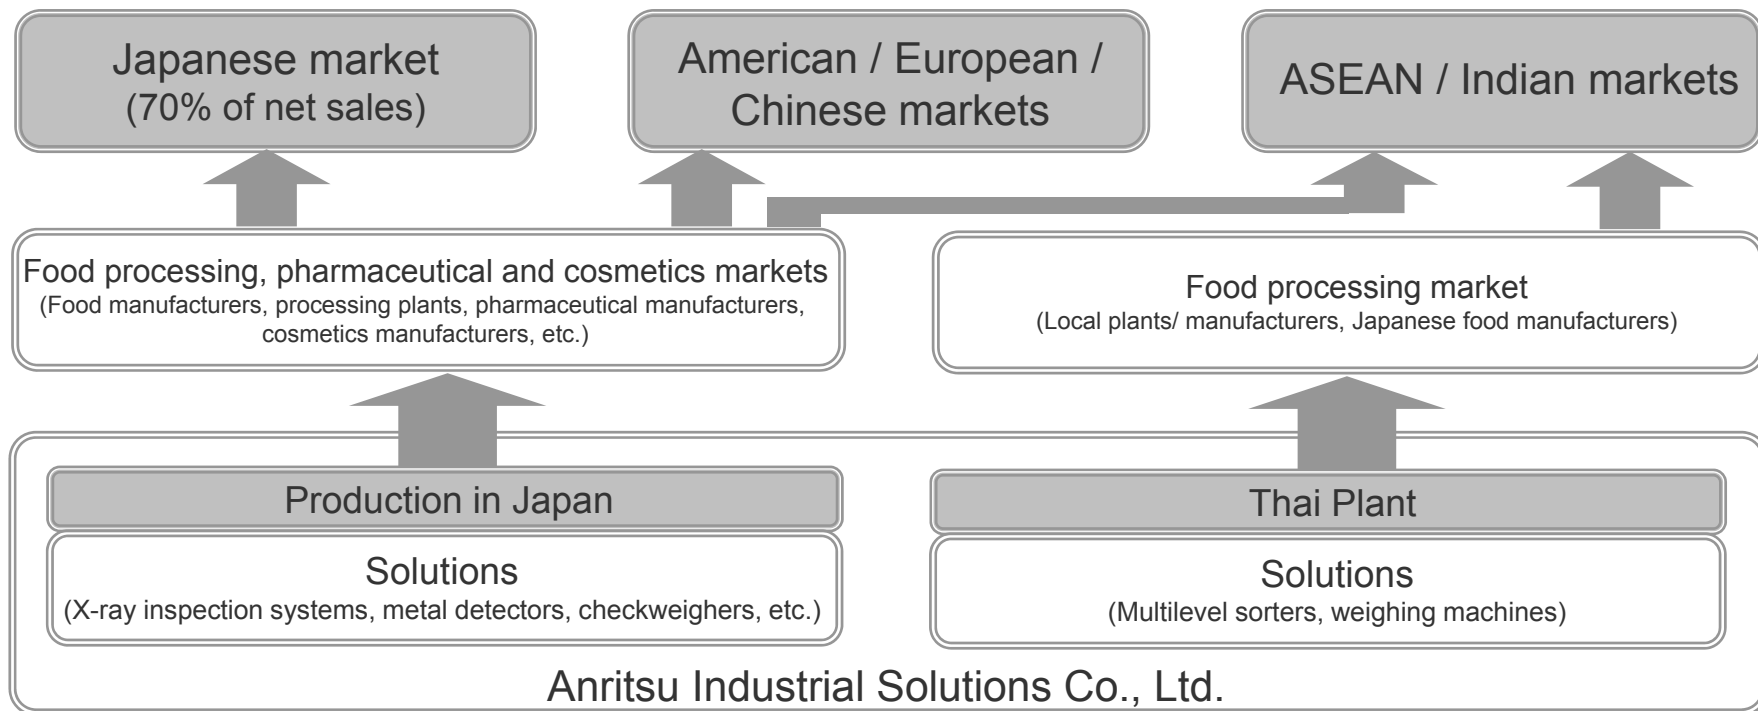 Japanese market
(70% of net sales)
American / European /
Chinese markets
ASEAN / Indian markets
Food processing, pharmaceutical and cosmetics markets
(Food manufacturers, processing plants, pharmaceutical manufacturers,
cosmetics manufacturers, etc.)
Food processing market
(Local plants/ manufacturers, Japanese food manufacturers)
Production in Japan
Solutions
(X-ray inspection systems, metal detectors, checkweighers, etc.)
Thai Plant
Solutions
(Multilevel sorters, weighing machines)
Anritsu Industrial Solutions Co., Ltd.